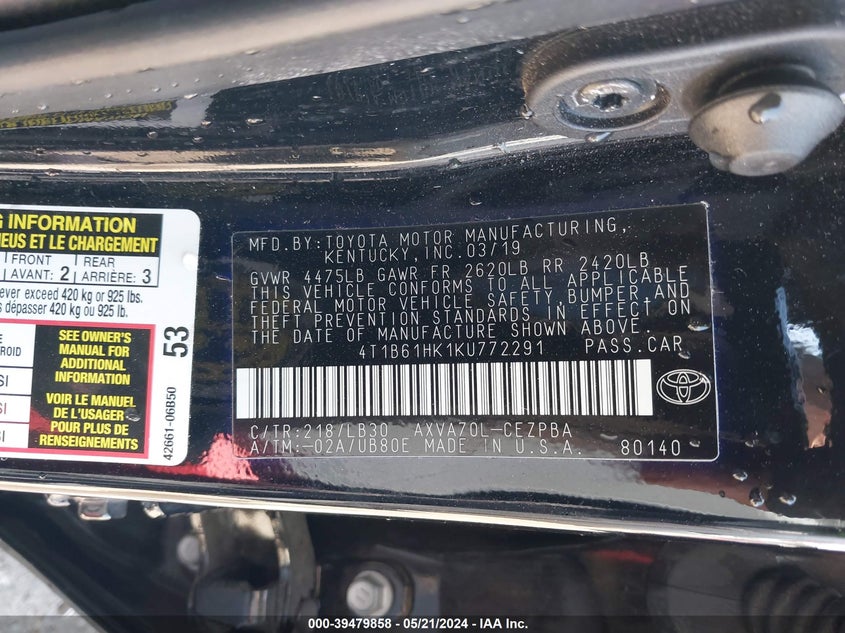 G INFORMATION
NEUS ET LE CHARGEMENT
FRONT
AVANT: 2
REAR
ARRIÈRE: 3
ever exceed 420 kg or 925 lbs.
dépasser 420 kg ou 925 lb.
SEE OWNER'S
MANUAL FOR
ADDITIONAL
INFORMATION
VOIR LE MANUEL
DE L'USAGER
POUR PLUS DE
RENSEIGNEMENTS
53
42661-06B50
MFD.BY:TOYOTA MOTOR MANUFACTURING,
KENTUCKY,INC.03/19
GVWR 4475LB GAWR FR 2620LB RR 2420LB
THIS VEHICLE CONFORMS TO ALL APPLICABLE
FEDERAL MOTOR VEHICLE SAFETY,BUMPER,AND
THEFT PREVENTION STANDARDS IN EFFECT ON
THE DATE OF MANUFACTURE SHOWN ABOVE.
4T1B61HK1KU772291 PASS.CAR
C/TR:218/LB30 AXVA70L-CEZPBA
A/TM:-02A/UB80E MADE IN U.S.A. 80140
000-39479858 - 05/21/2024 - IAA Inc.